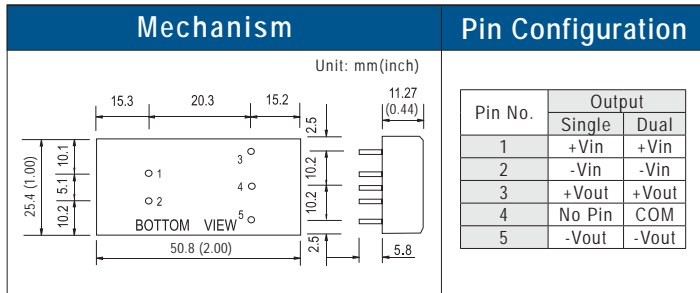 Mechanism
Pin Configuration
Unit: mm(inch)
15.3
20.3
15.2
11.27
(0.44)
2.5
25.4 (1.00)
10.1
5.1
10.2
1
2
3
4
5
BOTTOM VIEW
10.2
10.2
2.5
50.8 (2.00)
5.8
Pin No. Output
Single Dual
1 +Vin +Vin
2 -Vin -Vin
3 +Vout +Vout
4 No Pin COM
5 -Vout -Vout